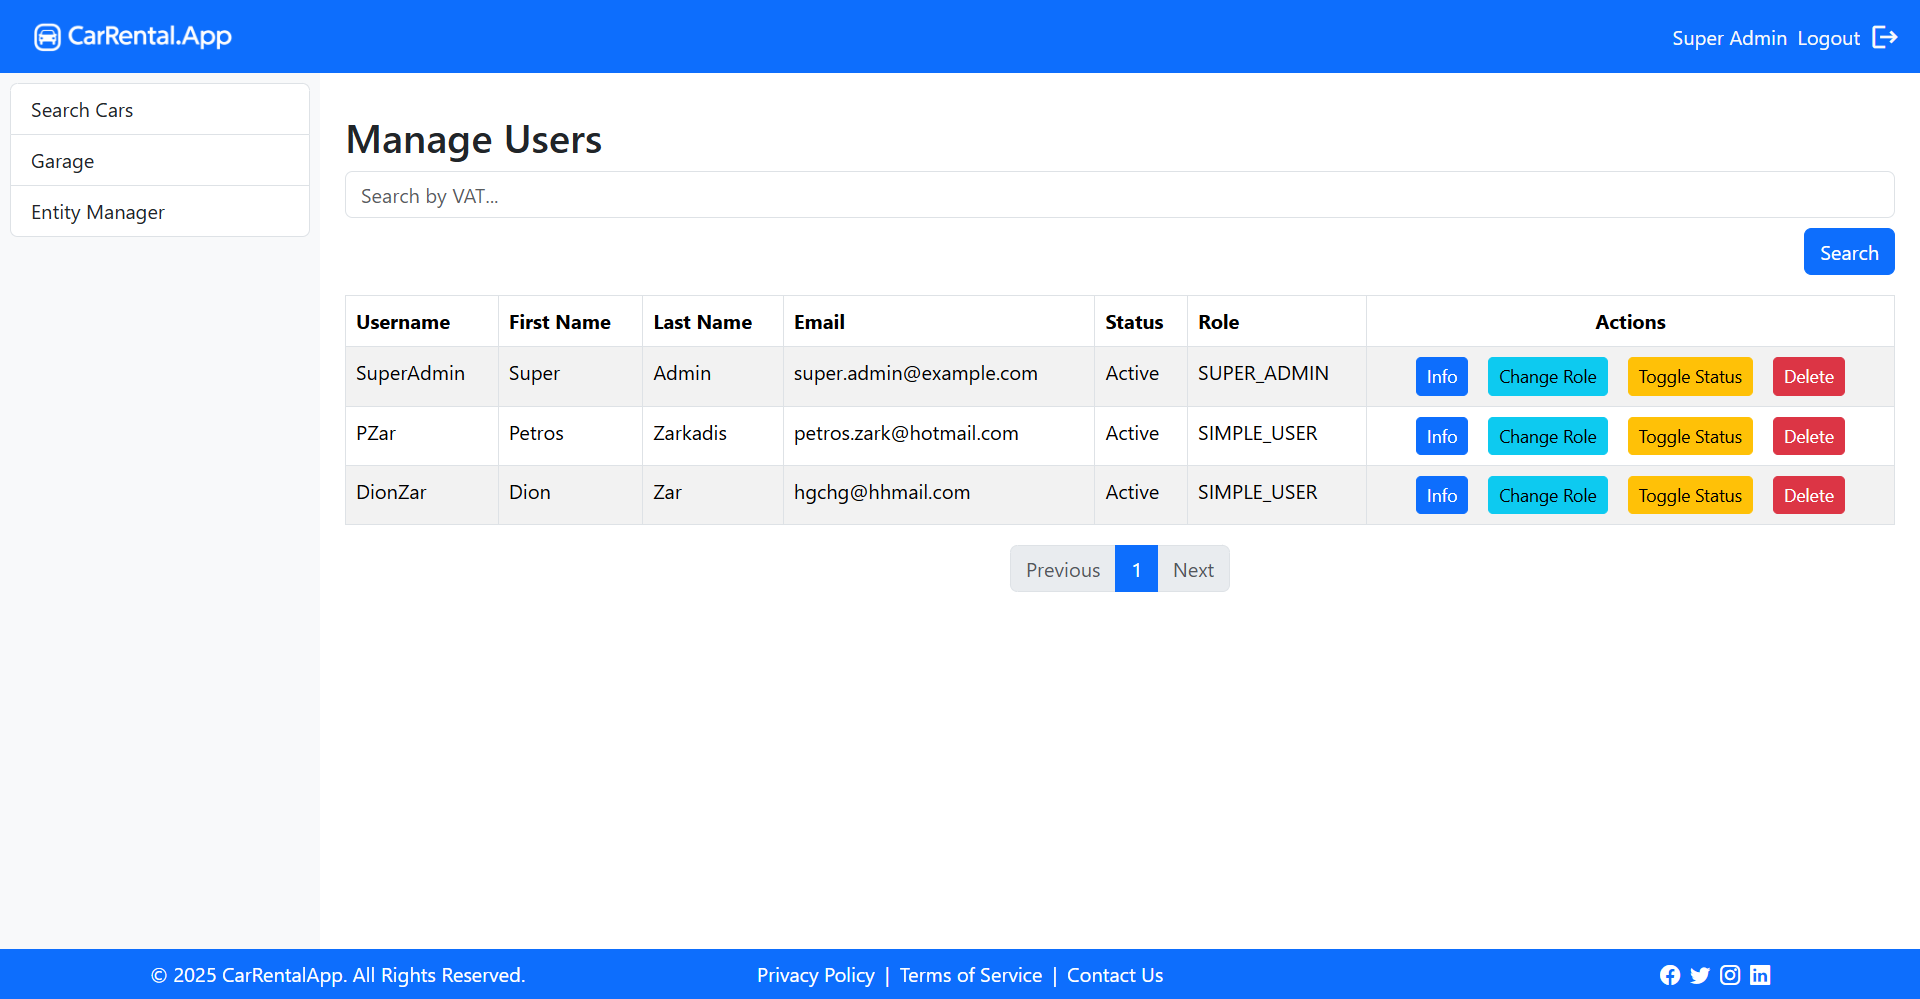 CarRental.App
Super Admin Logout
Search Cars
Garage
Entity Manager
Manage Users
Search by VAT...
Search
Username First Name Last Name Email Status Role Actions
SuperAdmin Super Admin super.admin@example.com Active SUPER_ADMIN Info Change Role Toggle Status Delete
PZar Petros Zarkadis petros.zark@hotmail.com Active SIMPLE_USER Info Change Role Toggle Status Delete
DionZar Dion Zar hgchg@hhmail.com Active SIMPLE_USER Info Change Role Toggle Status Delete
Previous 1 Next
© 2025 CarRentalApp. All Rights Reserved. Privacy Policy | Terms of Service | Contact Us